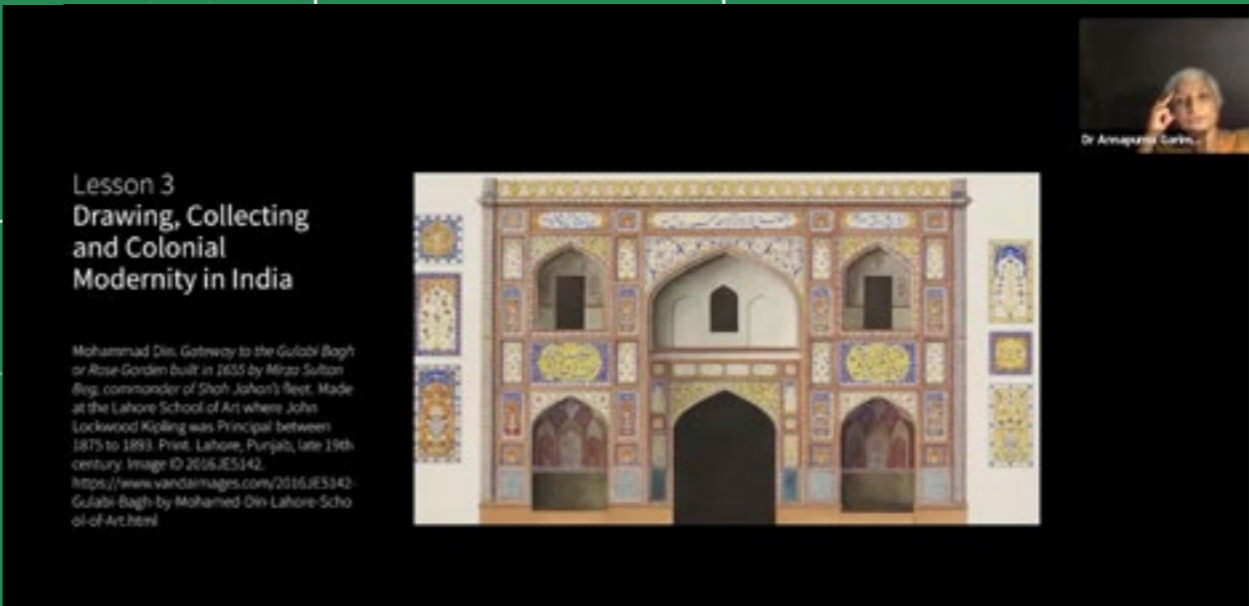 Lesson 3
Drawing, Collecting
and Colonial
Modernity in India
Mohammad Din. Gateway to the Gulabi Bagh
or Rose Garden built in 1655 by Mirza Sultan
Beg, commander of Shah Jahan's fleet. Made
at the Lahore School of Art where John
Lockwood Kipling was Principal between
1875 to 1893. Print. Lahore, Punjab, late 19th
century. Image ID 2016JE5142.
https://www.vandaimages.com/2016JE5142-
Gulabi-Bagh-by-Mohamed-Din-Lahore-Scho
ol-of-Art.html
Dr Annapurna